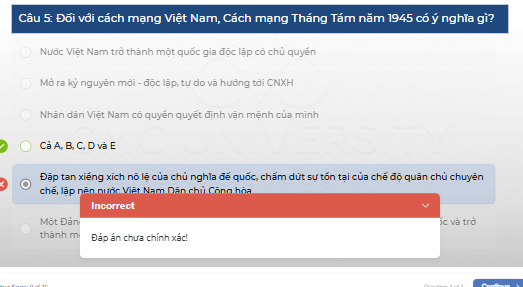 Câu 5: Đối với cách mạng Việt Nam, Cách mạng Tháng Tám năm 1945 có ý nghĩa gì?
Nước Việt Nam trở thành một quốc gia độc lập có chủ quyền
Mở ra kỷ nguyên mới - độc lập, tự do và hướng tới CNXH
Nhân dân Việt Nam có quyền quyết định vận mệnh của mình
Cả A, B, C, D và E
Đập tan xiềng xích nô lệ của chủ nghĩa đế quốc, chấm dứt sự tồn tại của chế độ quân chủ chuyên
chế, lập nên nước Việt Nam Dân chủ Cộng hòa
Incorrect
Một Đảng và trở
thành
Đáp án chưa chính xác!
Continue